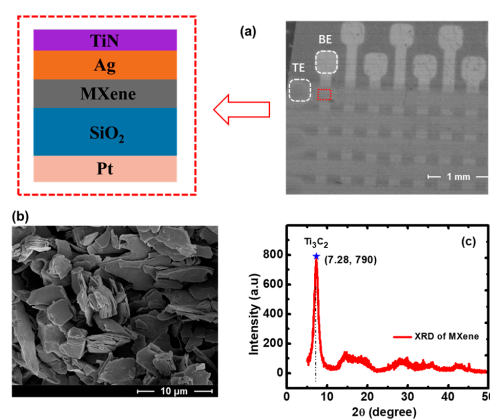 (a)
TiN
Ag
MXene
SiO₂
Pt
BE
TE
1 mm
(b)
10 μm
(c)
Ti₃C₂
(7.28, 790)
XRD of MXene
Intensity (a.u)
800
600
400
200
0
0 10 20 30 40 50
2θ (degree)